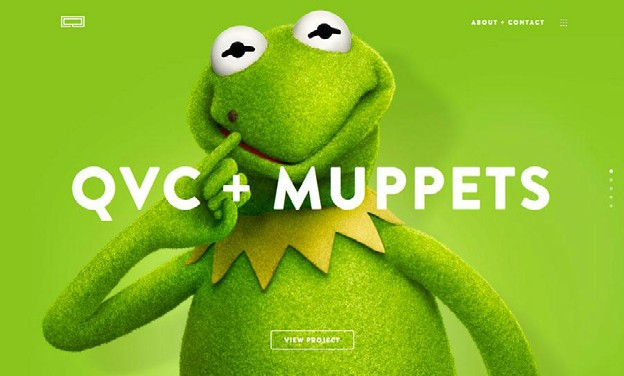 ABOUT + CONTACT
QVC + MUPPETS
VIEW PROJECT